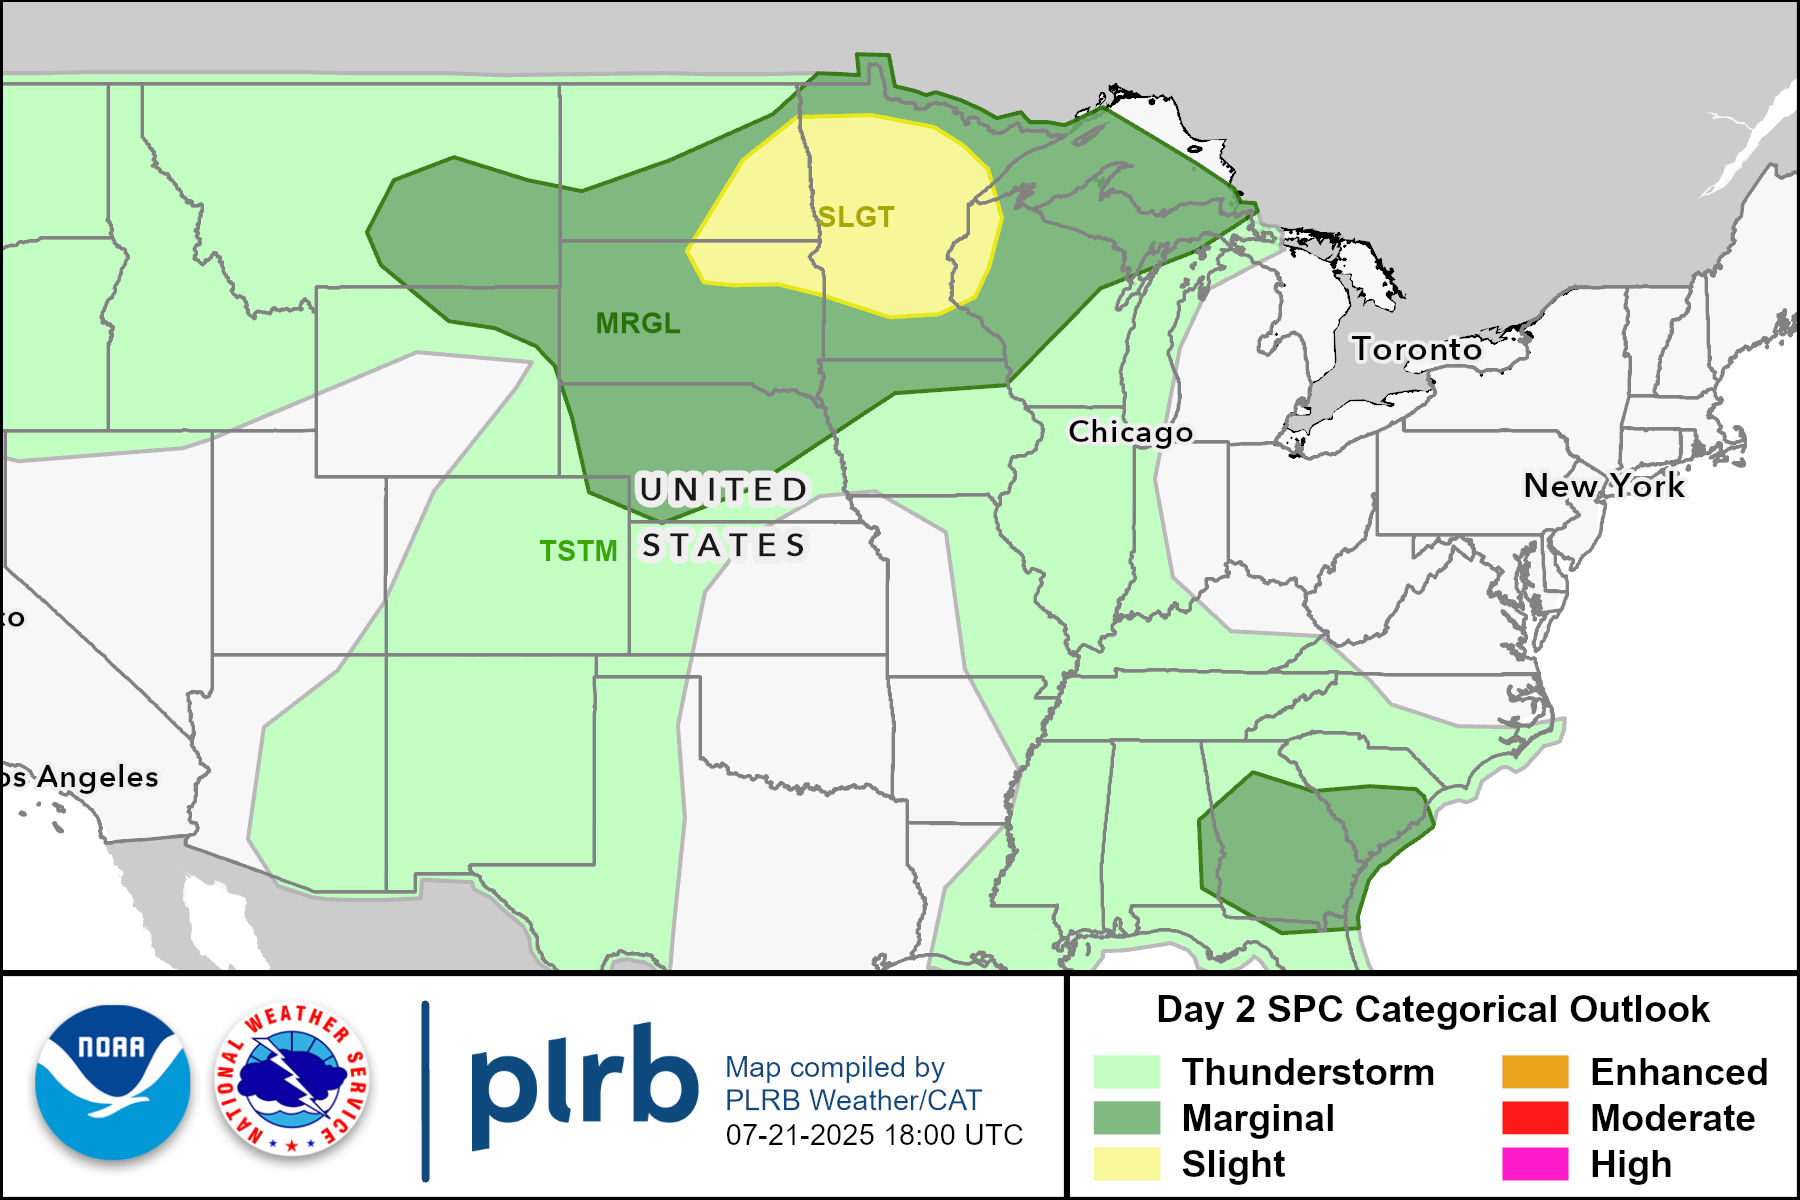 SLGT
MRGL
Toronto
Chicago
UNITED
New York
STATES
TSTM
co
os Angeles
NOAA
NATIONAL WEATHER SERVICE
plrb
Map compiled by
PLRB Weather/CAT
07-21-2025 18:00 UTC
Day 2 SPC Categorical Outlook
Thunderstorm
Marginal
Slight
Enhanced
Moderate
High